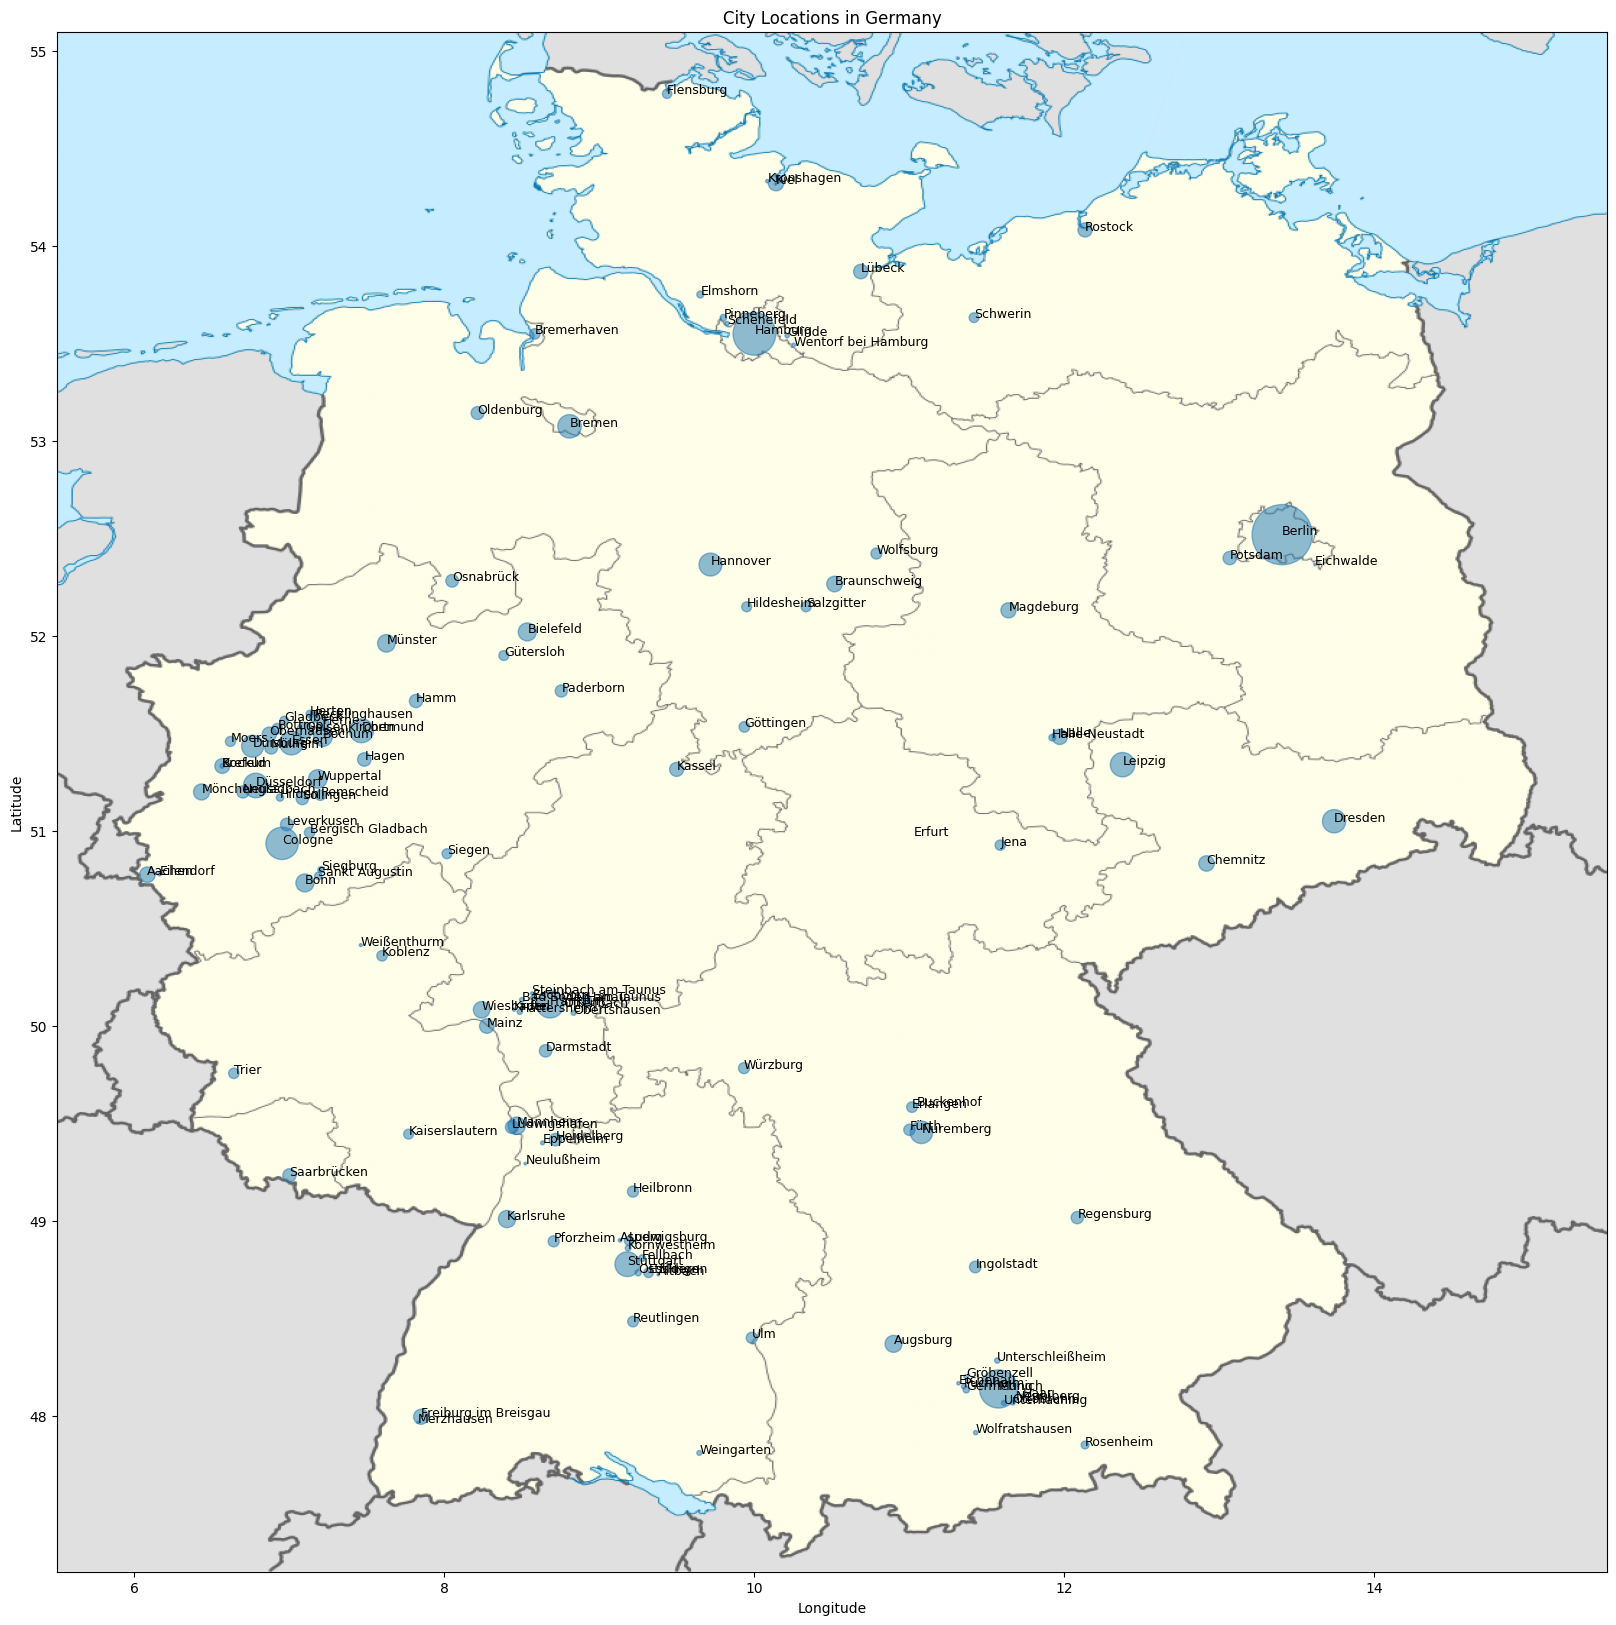 City Locations in Germany
55
54
53
52
51
50
49
48
Latitude
Flensburg
Kronshagen
Kiel
Rostock
Lübeck
Elmshorn
Schwerin
Pinneberg
Schenefeld
Hamburg
Glinde
Wentorf bei Hamburg
Bremerhaven
Oldenburg
Bremen
Berlin
Potsdam
Eichwalde
Wolfsburg
Hannover
Braunschweig
Osnabrück
Hildesheim
Salzgitter
Magdeburg
Bielefeld
Münster
Gütersloh
Paderborn
Hamm
Herten
Recklinghausen
Gladbeck
Herne
Bottrop
Gelsenkirchen
Dortmund
Oberhausen
Bochum
Essen
Moers
Duisburg
Mülheim
Göttingen
Halle
Halle Neustadt
Hagen
Krefeld
Bockum
Kassel
Leipzig
Wuppertal
Düsseldorf
Mönchengladbach
Neuss
Hilden
Solingen
Remscheid
Leverkusen
Bergisch Gladbach
Cologne
Erfurt
Jena
Dresden
Chemnitz
Siegen
Aachen
Eilendorf
Siegburg
Sankt Augustin
Bonn
Weißenthurm
Koblenz
Steinbach am Taunus
Wiesbaden
Hattersheim
Frankfurt
Offenbach
Obertshausen
Mainz
Darmstadt
Trier
Würzburg
Buckenhof
Erlangen
Fürth
Nuremberg
Mannheim
Ludwigshafen
Kaiserslautern
Heidelberg
Eppelheim
Neulußheim
Saarbrücken
Heilbronn
Karlsruhe
Regensburg
Pforzheim
Asperg
Ludwigsburg
Kornwestheim
Fellbach
Stuttgart
Ostfildern
Esslingen
Altbach
Ingolstadt
Reutlingen
Ulm
Augsburg
Unterschleißheim
Gröbenzell
Eichenau
Puchheim
Germering
Munich
Haar
Unterhaching
Freiburg im Breisgau
Merzhausen
Wolfratshausen
Rosenheim
Weingarten
6
8
10
12
14
Longitude